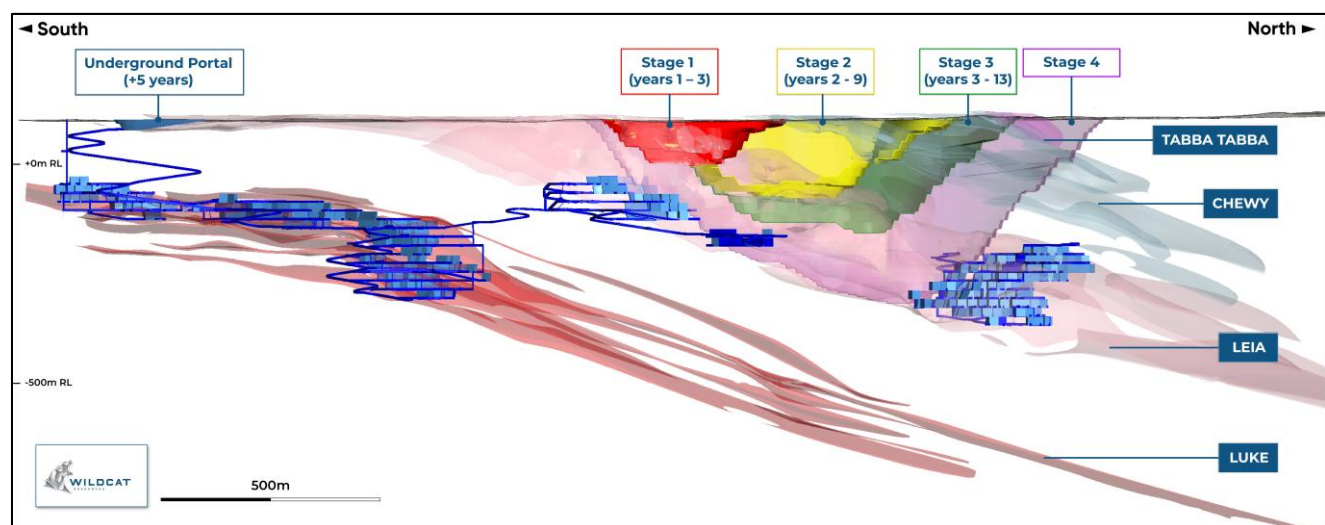 ◄ South
North ►
Underground Portal
(+5 years)
Stage 1
(years 1 – 3)
Stage 2
(years 2 - 9)
Stage 3
(years 3 - 13)
Stage 4
TABBA TABBA
+0m RL
CHEWY
LEIA
-500m RL
LUKE
WILDCAT
RESOURCES
500m